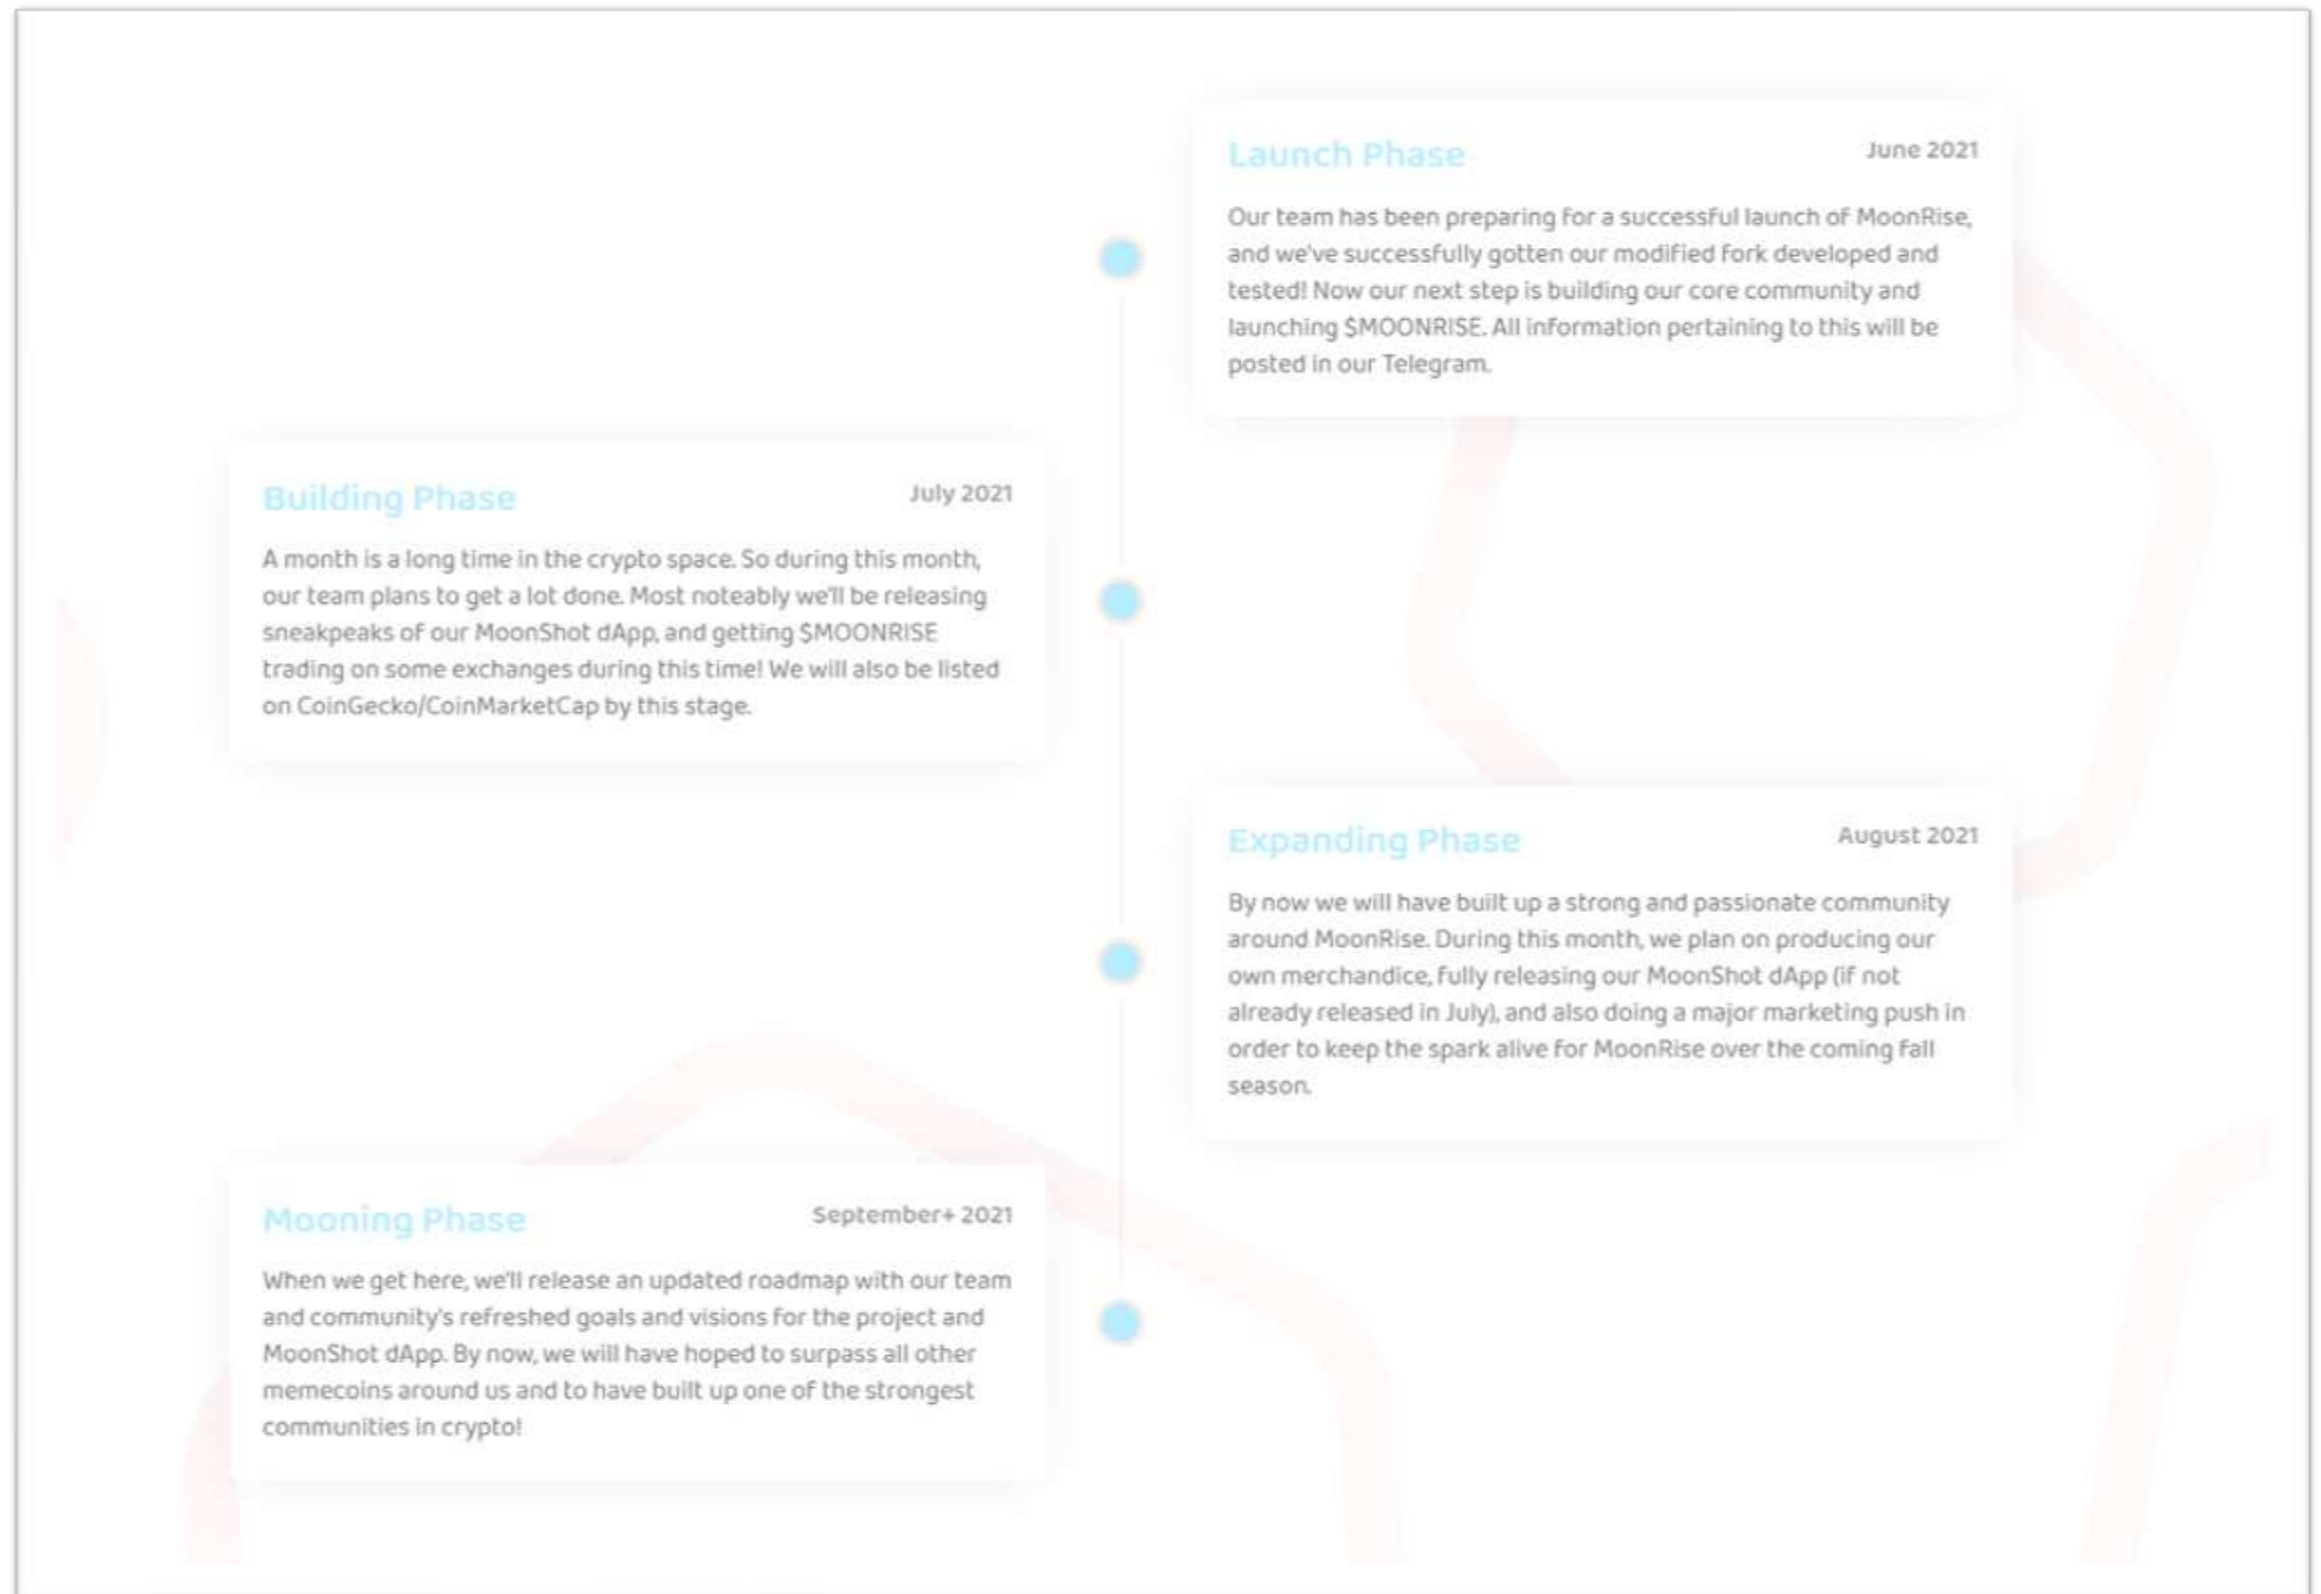 Launch Phase
June 2021
Our team has been preparing for a successful launch of MoonRise,
and we've successfully gotten our modified fork developed and
tested! Now our next step is building our core community and
launching $MOONRISE. All information pertaining to this will be
posted in our Telegram.
Building Phase
July 2021
A month is a long time in the crypto space. So during this month,
our team plans to get a lot done. Most noteably we'll be releasing
sneakpeaks of our MoonShot dApp, and getting $MOONRISE
trading on some exchanges during this time! We will also be listed
on CoinGecko/CoinMarketCap by this stage.
Expanding Phase
August 2021
By now we will have built up a strong and passionate community
around MoonRise. During this month, we plan on producing our
own merchandice, fully releasing our MoonShot dApp (if not
already released in July), and also doing a major marketing push in
order to keep the spark alive for MoonRise over the coming fall
season.
Mooning Phase
September+ 2021
When we get here, we'll release an updated roadmap with our team
and community's refreshed goals and visions for the project and
MoonShot dApp. By now, we will have hoped to surpass all other
memecoins around us and to have built up one of the strongest
communities in crypto!